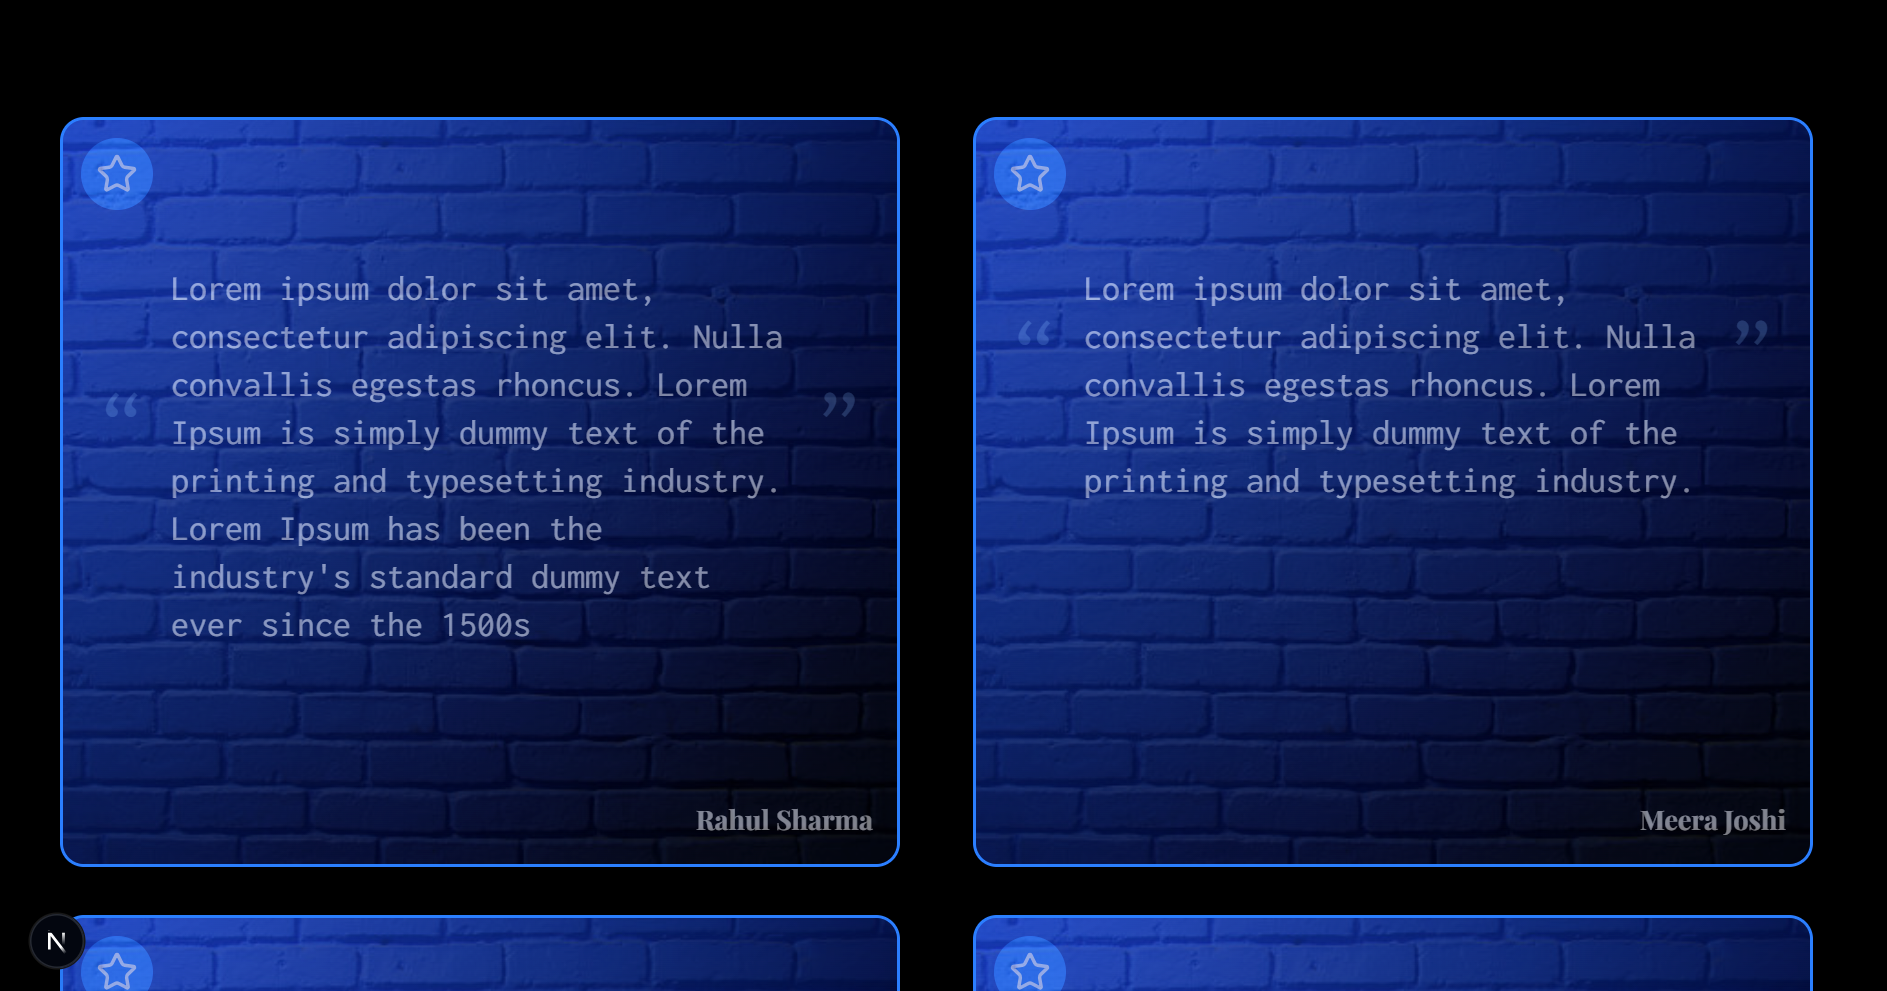 Lorem ipsum dolor sit amet,
consectetur adipiscing elit. Nulla
convallis egestas rhoncus. Lorem
“ Ipsum is simply dummy text of the ”
printing and typesetting industry.
Lorem Ipsum has been the
industry's standard dummy text
ever since the 1500s
Rahul Sharma
Lorem ipsum dolor sit amet,
“ consectetur adipiscing elit. Nulla ”
convallis egestas rhoncus. Lorem
Ipsum is simply dummy text of the
printing and typesetting industry.
Meera Joshi
N